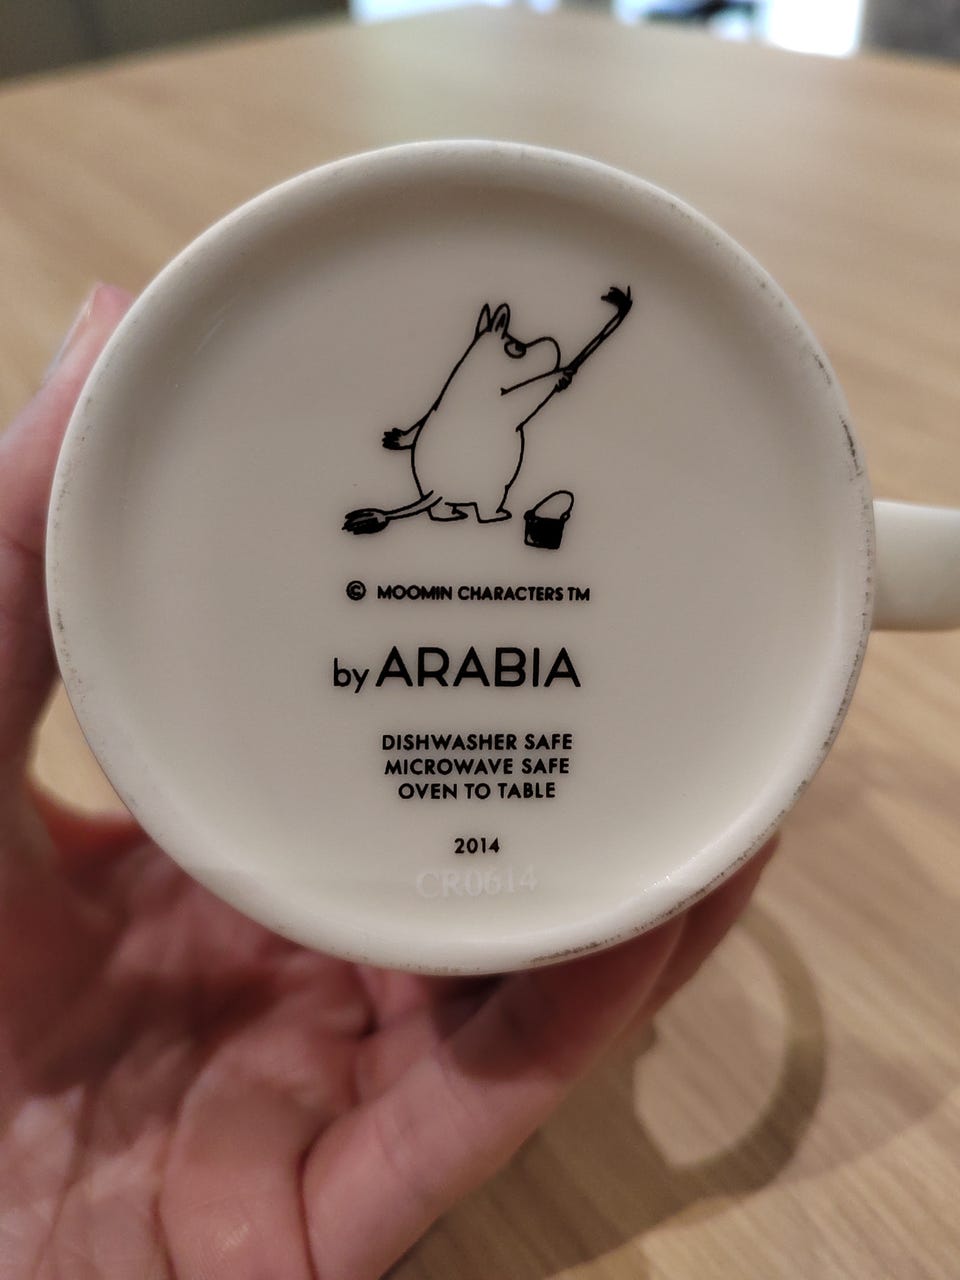 © MOOMIN CHARACTERS TM
by ARABIA
DISHWASHER SAFE
MICROWAVE SAFE
OVEN TO TABLE
2014
CR0614